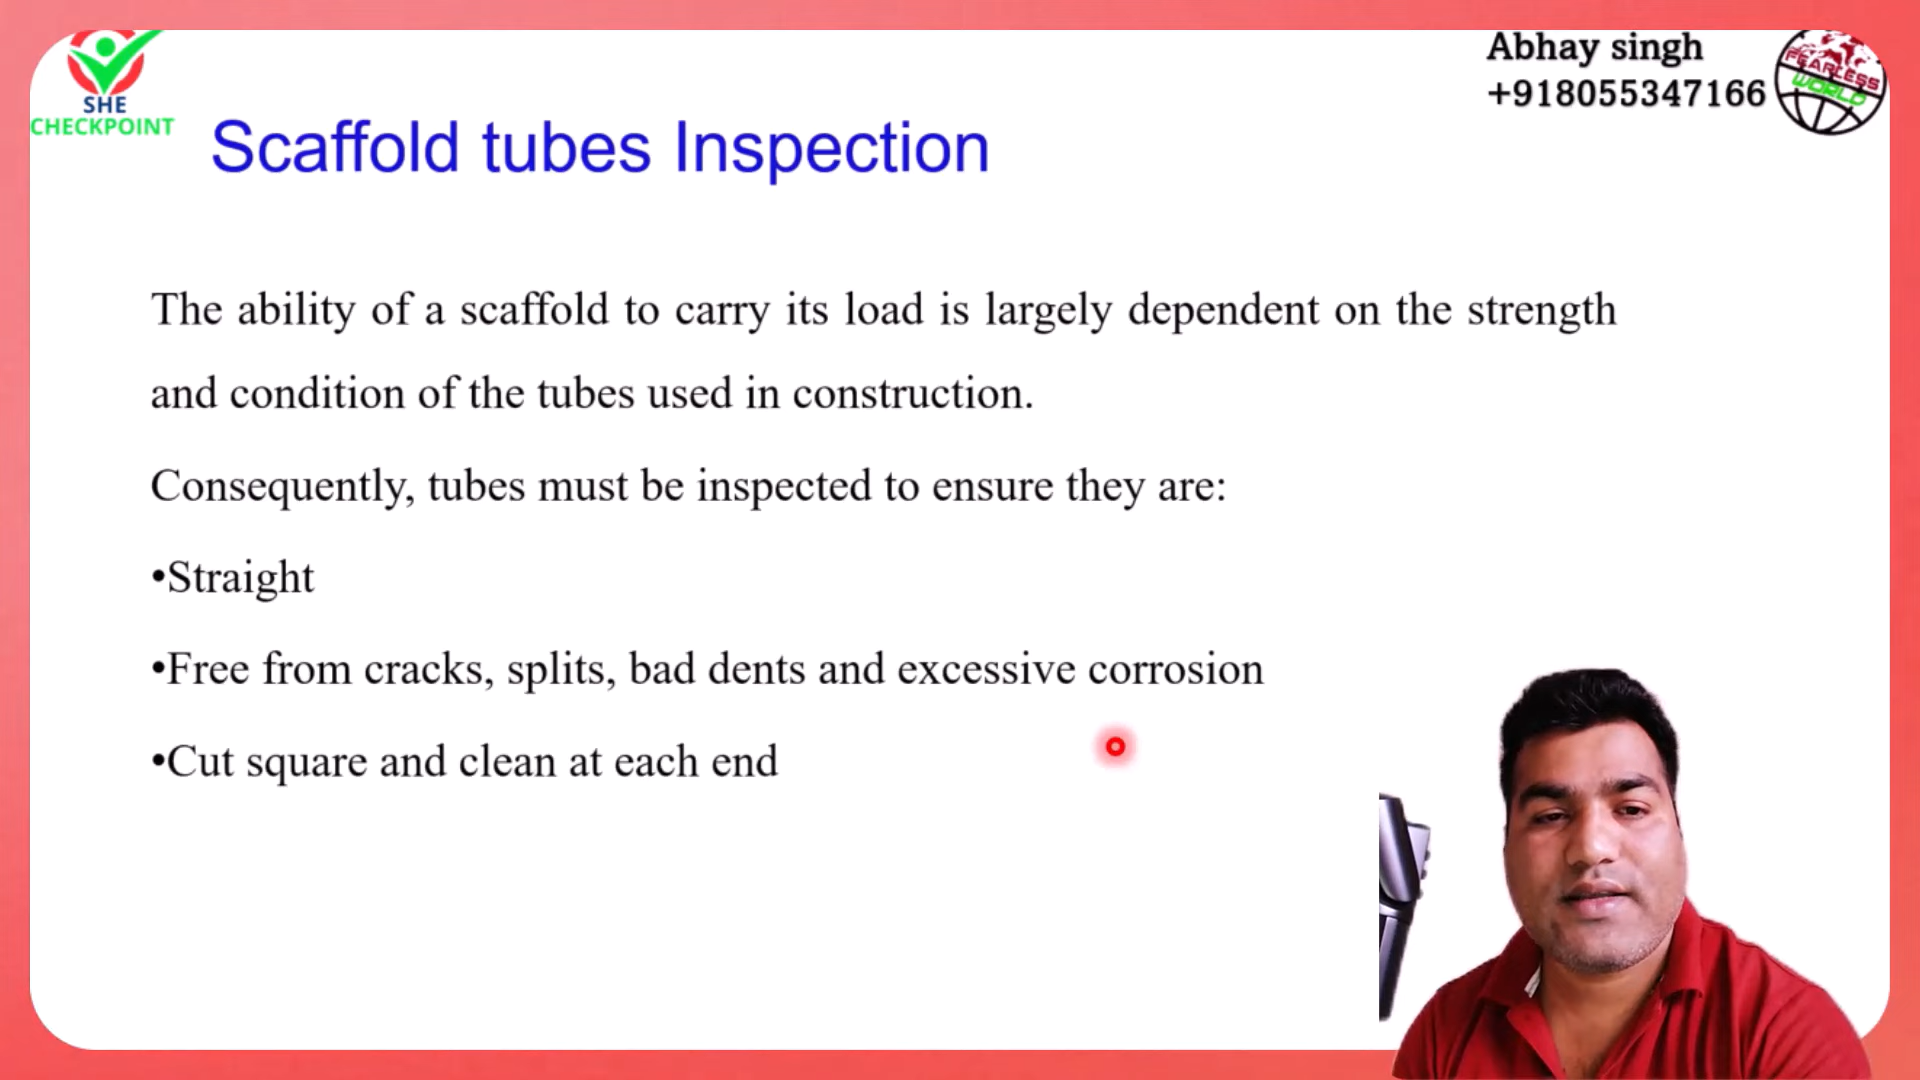 SHE
CHECKPOINT
Abhay singh
+918055347166
FEARLESS
WORLD
Scaffold tubes Inspection
The ability of a scaffold to carry its load is largely dependent on the strength
and condition of the tubes used in construction.
Consequently, tubes must be inspected to ensure they are:
•Straight
•Free from cracks, splits, bad dents and excessive corrosion
•Cut square and clean at each end